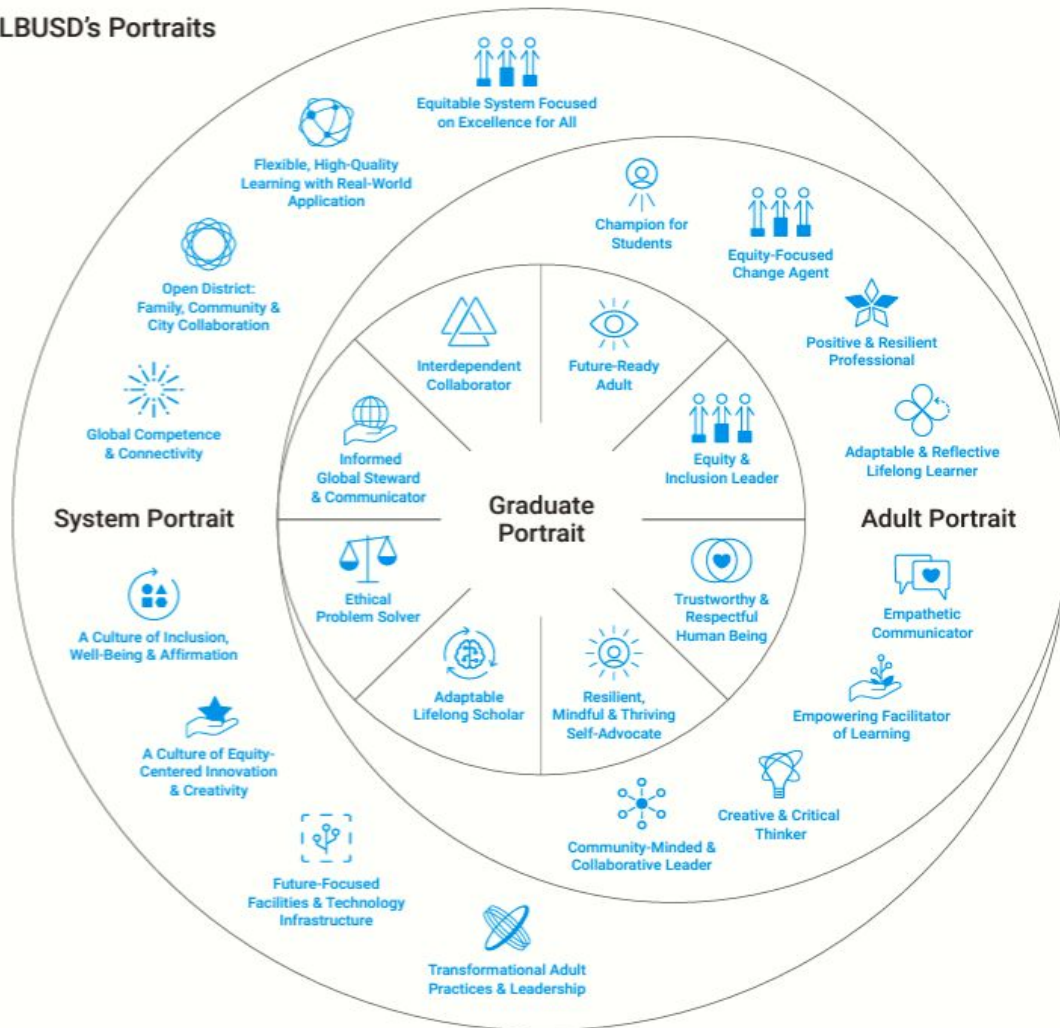 LBUSD's Portraits
Equitable System Focused
on Excellence for All
Flexible, High-Quality
Learning with Real-World
Application
Open District:
Family, Community &
City Collaboration
Global Competence
& Connectivity
System Portrait
A Culture of Inclusion,
Well-Being & Affirmation
A Culture of Equity-
Centered Innovation
& Creativity
Future-Focused
Facilities & Technology
Infrastructure
Transformational Adult
Practices & Leadership
Champion for
Students
Equity-Focused
Change Agent
Positive & Resilient
Professional
Adaptable & Reflective
Lifelong Learner
Adult Portrait
Empathetic
Communicator
Empowering Facilitator
of Learning
Creative & Critical
Thinker
Community-Minded &
Collaborative Leader
Interdependent
Collaborator
Future-Ready
Adult
Informed
Global Steward
& Communicator
Equity &
Inclusion Leader
Graduate
Portrait
Ethical
Problem Solver
Trustworthy &
Respectful
Human Being
Adaptable
Lifelong Scholar
Resilient,
Mindful & Thriving
Self-Advocate